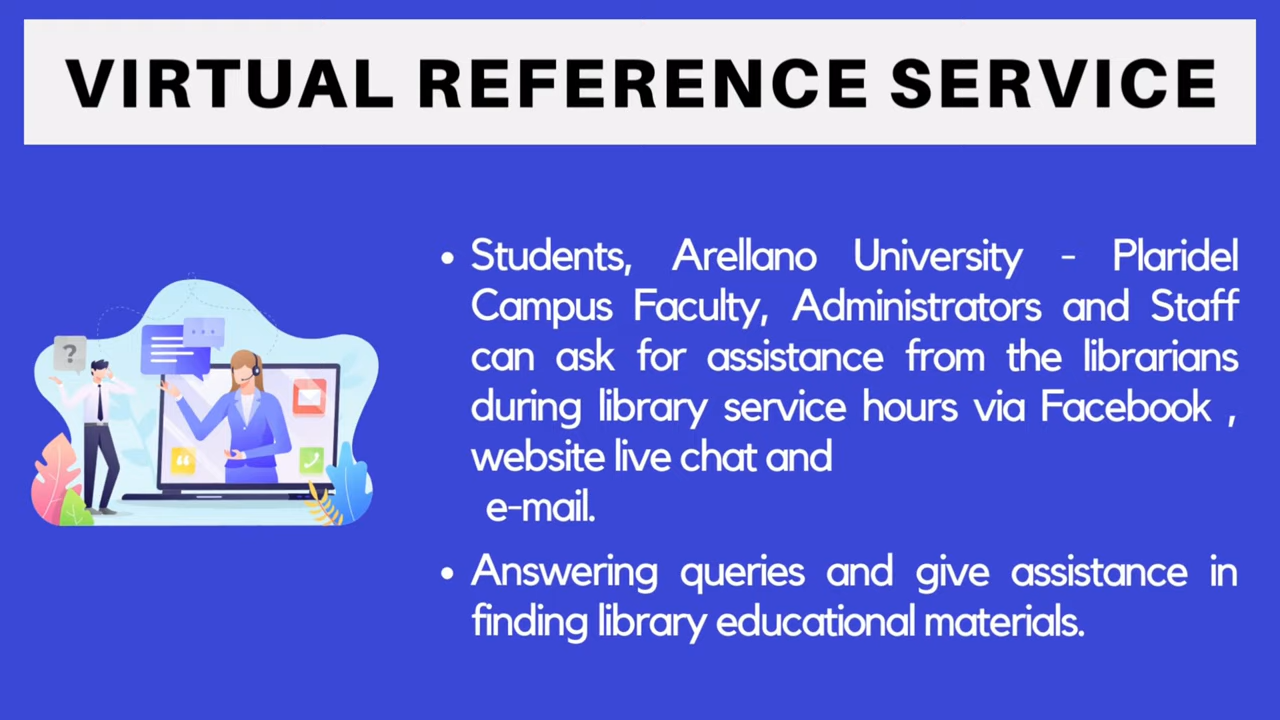 VIRTUAL REFERENCE SERVICE
• Students, Arellano University - Plaridel
Campus Faculty, Administrators and Staff
can ask for assistance from the librarians
during library service hours via Facebook ,
website live chat and
e-mail.
• Answering queries and give assistance in
finding library educational materials.
?